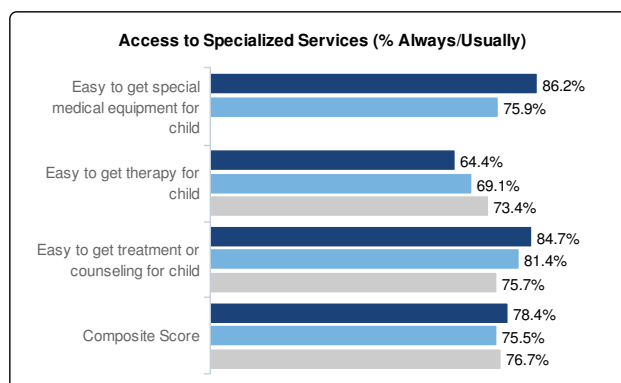 Access to Specialized Services (% Always/Usually)
Easy to get special
medical equipment for
child
86.2%
75.9%
Easy to get therapy for
child
64.4%
69.1%
73.4%
Easy to get treatment or
counseling for child
84.7%
81.4%
75.7%
Composite Score
78.4%
75.5%
76.7%